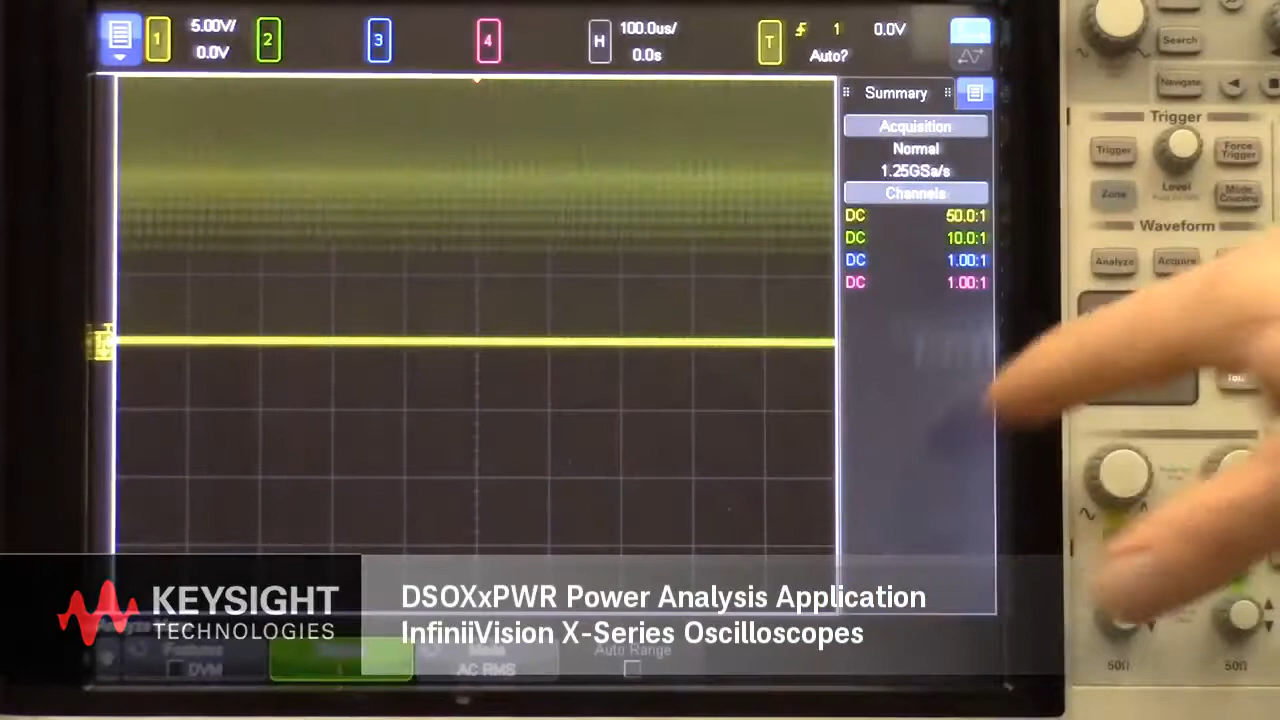 1
5.00V/
0.0V
2
3
4
H
100.0us/
0.0s
T
1
0.0V
Auto?
Summary
Acquisition
Normal
1.25GSa/s
Channels
DC 50.0:1
DC 10.0:1
DC 1.00:1
DC 1.00:1
Search
Navigate
Trigger
Trigger
Force
Trigger
Level
Zone
Mode
Coupling
Waveform
Analyze
Acquire
KEYSIGHT
TECHNOLOGIES
DSOXxPWR Power Analysis Application
InfiniiVision X-Series Oscilloscopes
Features
DVM
Mode
AC RMS
Auto Range
50Ω
50Ω